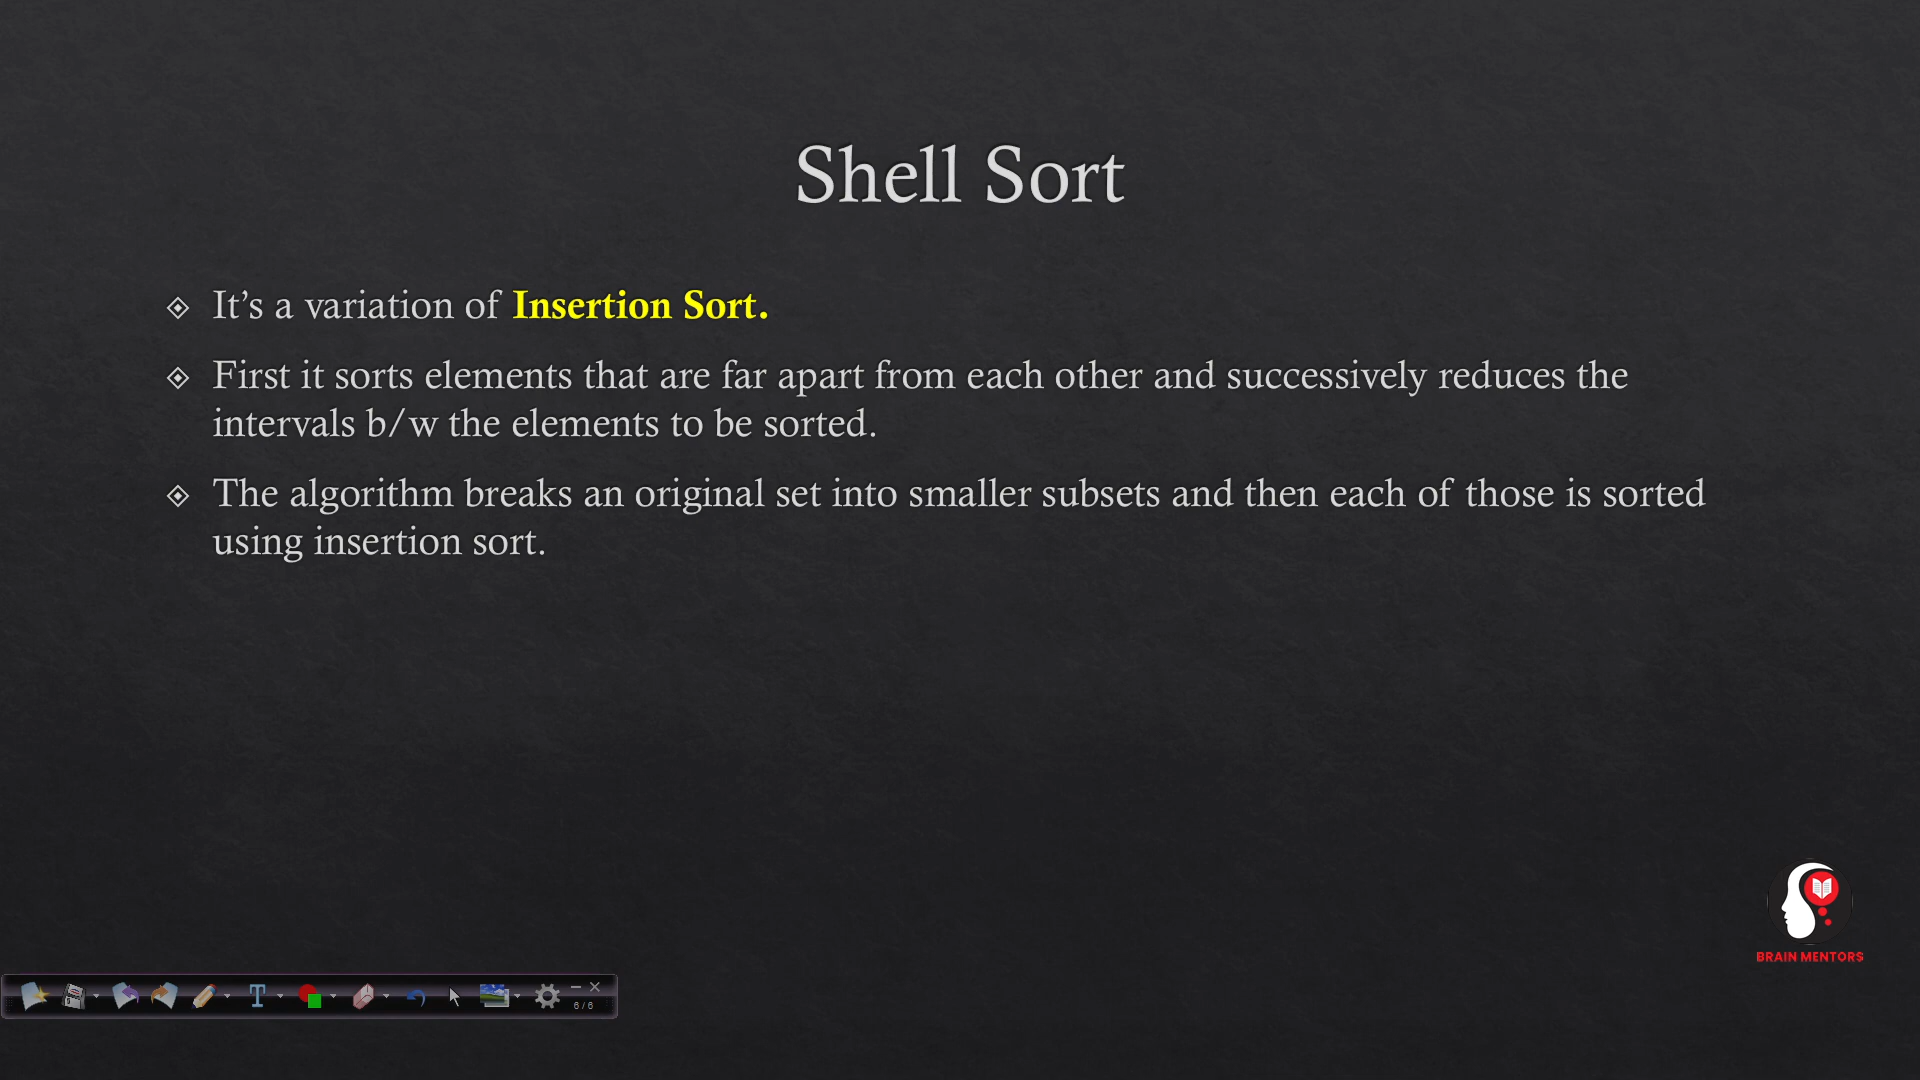 Shell Sort
It’s a variation of Insertion Sort.
First it sorts elements that are far apart from each other and successively reduces the
intervals b/w the elements to be sorted.
The algorithm breaks an original set into smaller subsets and then each of those is sorted
using insertion sort.
BRAIN MENTORS
T
6 / 6